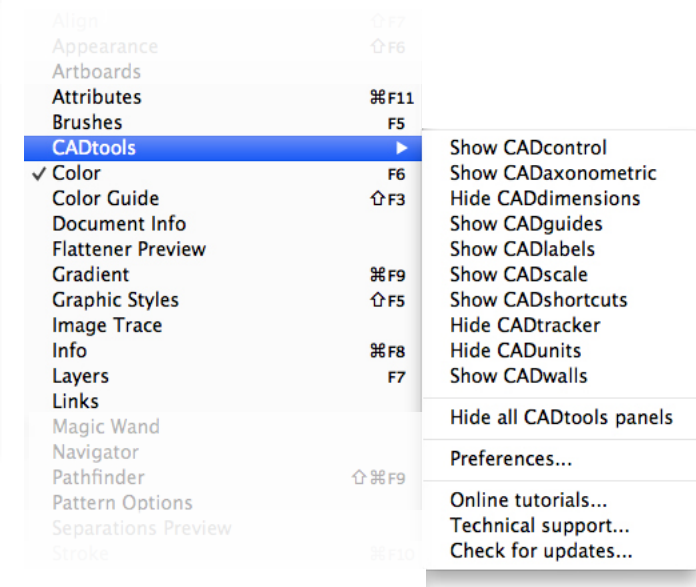 Align ⇧F7
Appearance ⇧F6
Artboards
Attributes ⌘F11
Brushes F5
CADtools ▶
✓ Color F6
Color Guide ⇧F3
Document Info
Flattener Preview
Gradient ⌘F9
Graphic Styles ⇧F5
Image Trace
Info ⌘F8
Layers F7
Links
Magic Wand
Navigator
Pathfinder ⇧⌘F9
Pattern Options
Separations Preview
Stroke ⌘F10
Show CADcontrol
Show CADaxonometric
Hide CADdimensions
Show CADguides
Show CADlabels
Show CADscale
Show CADshortcuts
Hide CADtracker
Hide CADunits
Show CADwalls
Hide all CADtools panels
Preferences...
Online tutorials...
Technical support...
Check for updates...